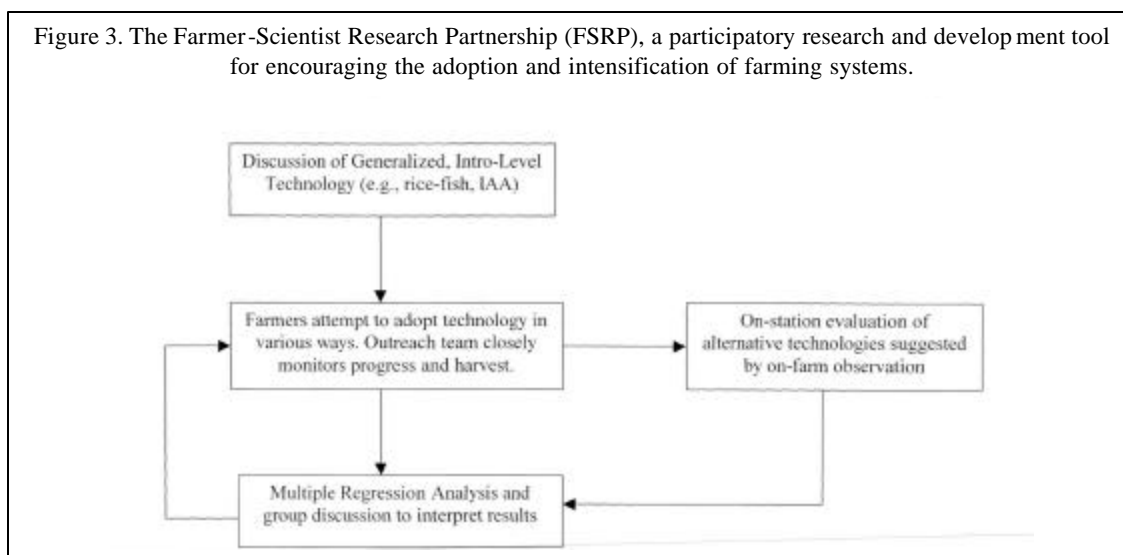 Figure 3. The Farmer-Scientist Research Partnership (FSRP), a participatory research and develop ment tool
for encouraging the adoption and intensification of farming systems.
Discussion of Generalized, Intro-Level
Technology (e.g., rice-fish, IAA)
Farmers attempt to adopt technology in
various ways. Outreach team closely
monitors progress and harvest.
On-station evaluation of
alternative technologies suggested
by on-farm observation
Multiple Regression Analysis and
group discussion to interpret results